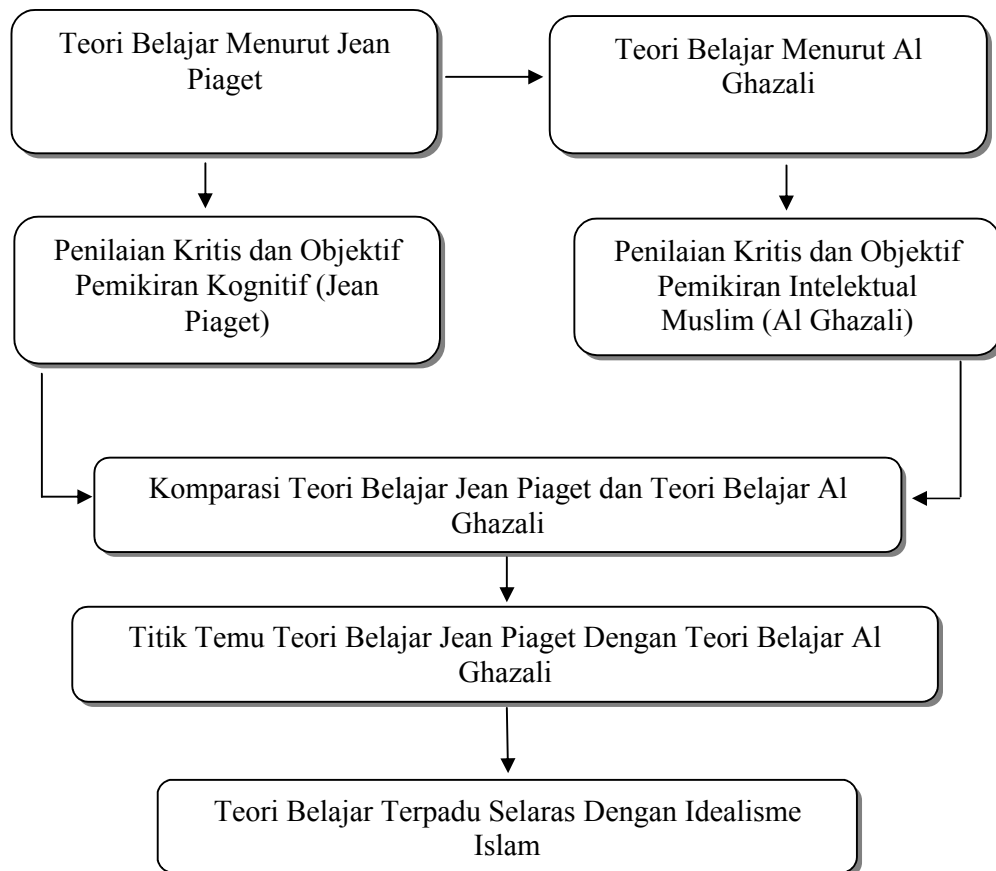 Teori Belajar Menurut Jean
Piaget
Teori Belajar Menurut Al
Ghazali
Penilaian Kritis dan Objektif
Pemikiran Kognitif (Jean
Piaget)
Penilaian Kritis dan Objektif
Pemikiran Intelektual
Muslim (Al Ghazali)
Komparasi Teori Belajar Jean Piaget dan Teori Belajar Al
Ghazali
Titik Temu Teori Belajar Jean Piaget Dengan Teori Belajar Al
Ghazali
Teori Belajar Terpadu Selaras Dengan Idealisme
Islam